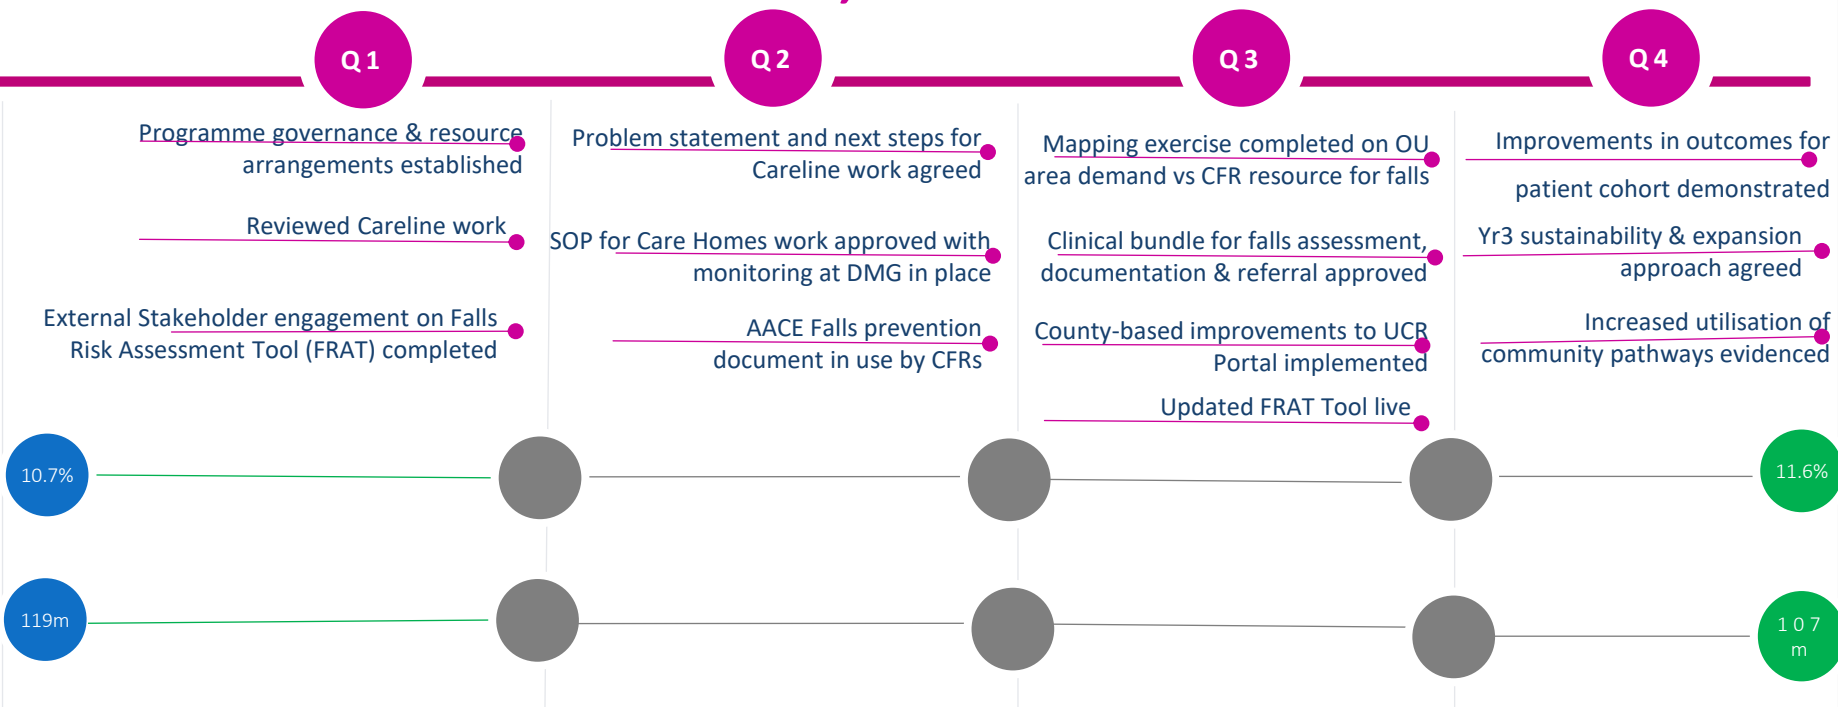 Q1
Q2
Q3
Q4
Programme governance & resource
arrangements established
Reviewed Careline work
External Stakeholder engagement on Falls
Risk Assessment Tool (FRAT) completed
Problem statement and next steps for
Careline work agreed
SOP for Care Homes work approved with
monitoring at DMG in place
AACE Falls prevention
document in use by CFRs
Mapping exercise completed on OU
area demand vs CFR resource for falls
Clinical bundle for falls assessment,
documentation & referral approved
County-based improvements to UCR
Portal implemented
Updated FRAT Tool live
Improvements in outcomes for
patient cohort demonstrated
Yr3 sustainability & expansion
approach agreed
Increased utilisation of
community pathways evidenced
10.7%
11.6%
119m
107
m